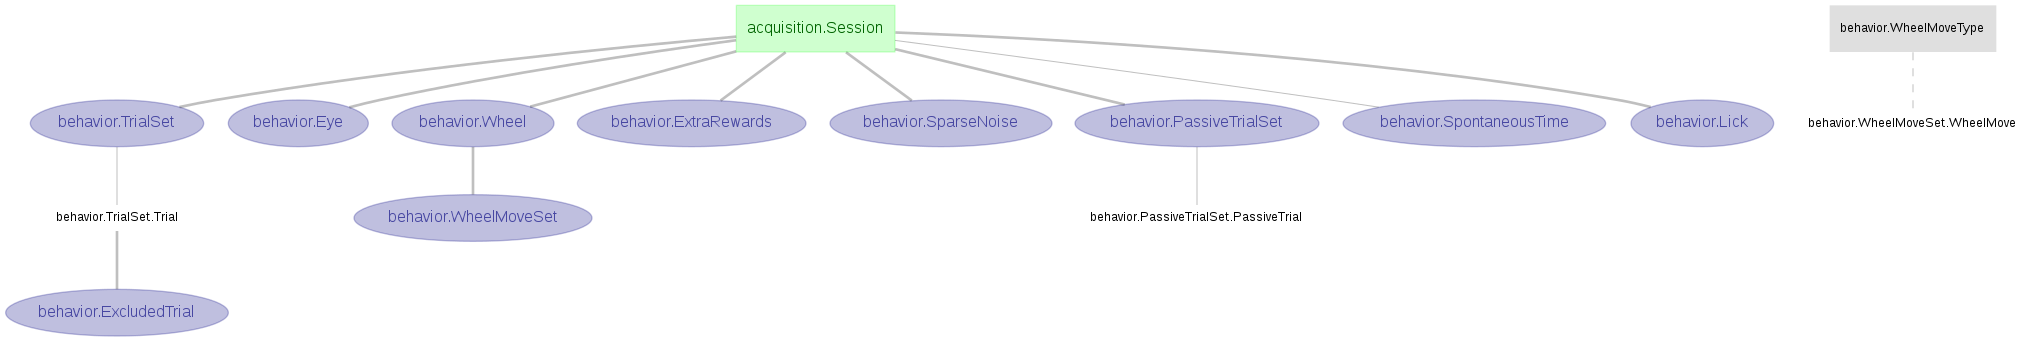 acquisition.Session
behavior.WheelMoveType
behavior.TrialSet
behavior.Eye
behavior.Wheel
behavior.ExtraRewards
behavior.SparseNoise
behavior.PassiveTrialSet
behavior.SpontaneousTime
behavior.Lick
behavior.WheelMoveSet.WheelMove
behavior.TrialSet.Trial
behavior.WheelMoveSet
behavior.PassiveTrialSet.PassiveTrial
behavior.ExcludedTrial